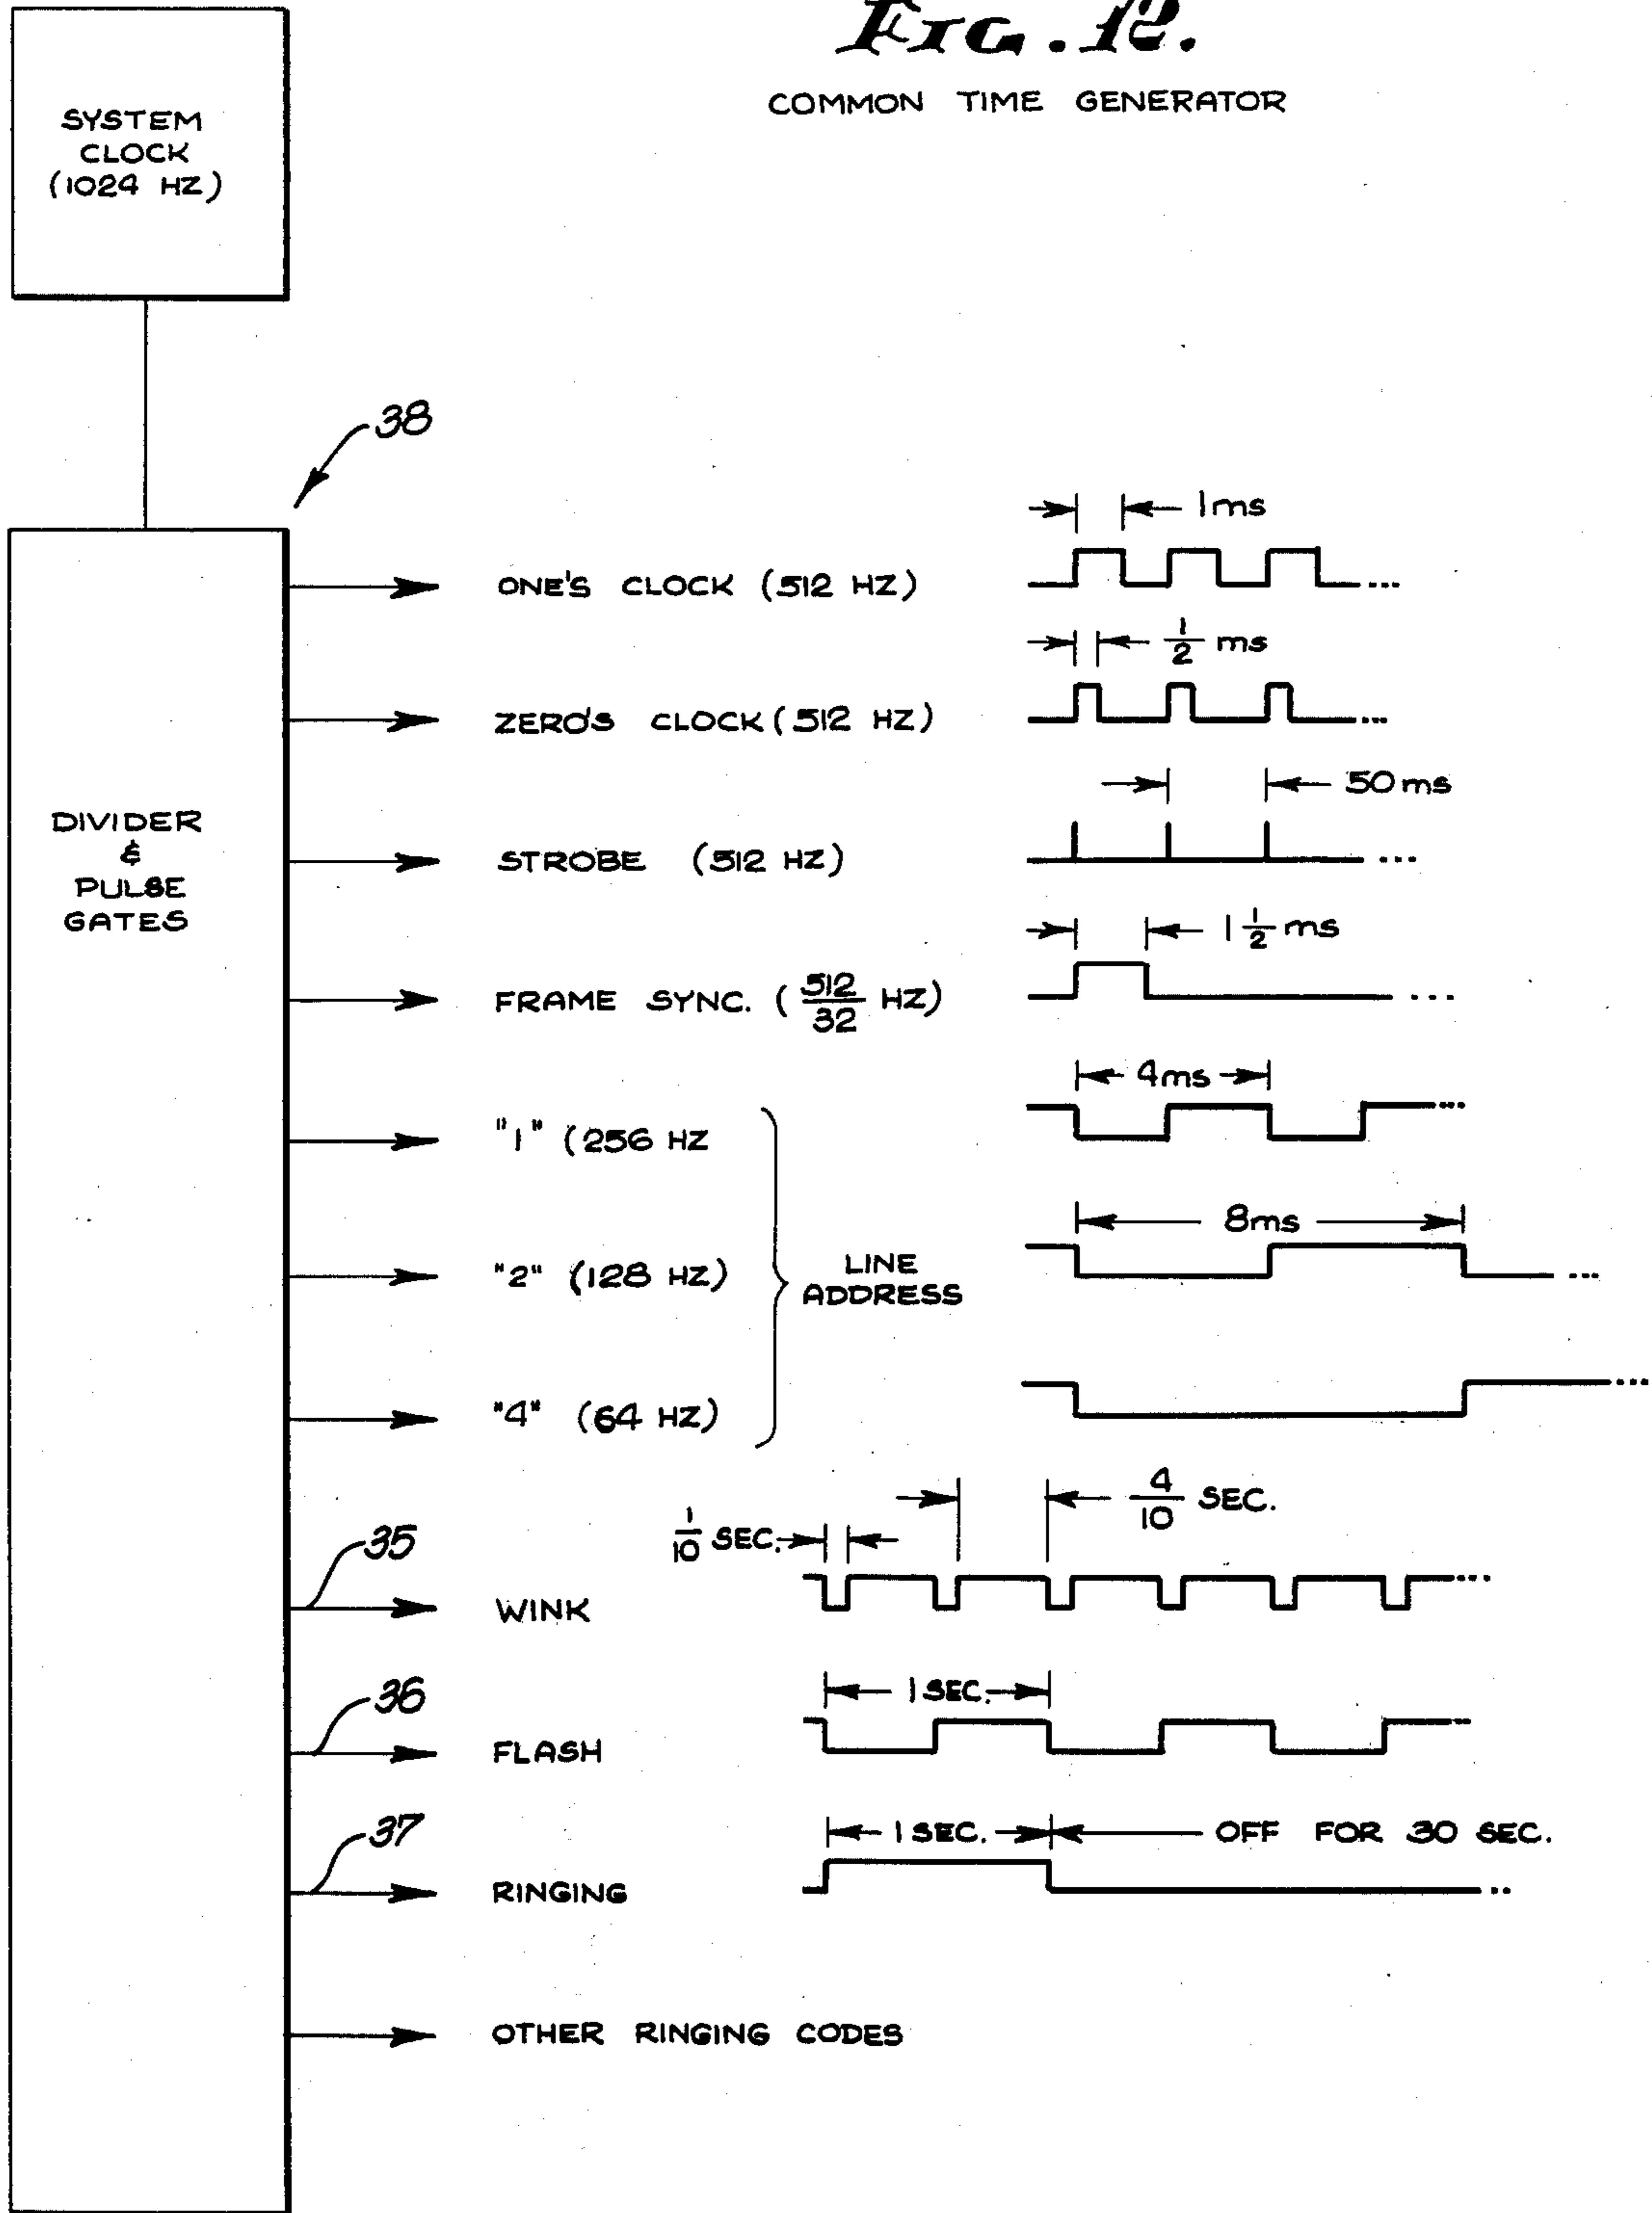 FIG. 12.
COMMON TIME GENERATOR
SYSTEM
CLOCK
(1024 HZ)
38
DIVIDER
&
PULSE
GATES
ONE'S CLOCK (512 HZ)
1ms
ZERO'S CLOCK (512 HZ)
1/2 ms
STROBE (512 HZ)
50ms
...
FRAME SYNC. (512/32 HZ)
1 1/2 ms
...
"1" (256 HZ
4ms
"2" (128 HZ)
8ms
...
"4" (64 HZ)
LINE
ADDRESS
35
WINK
1/10 SEC.
4/10 SEC.
36
FLASH
1 SEC.
37
RINGING
1 SEC.
OFF FOR 30 SEC.
OTHER RINGING CODES